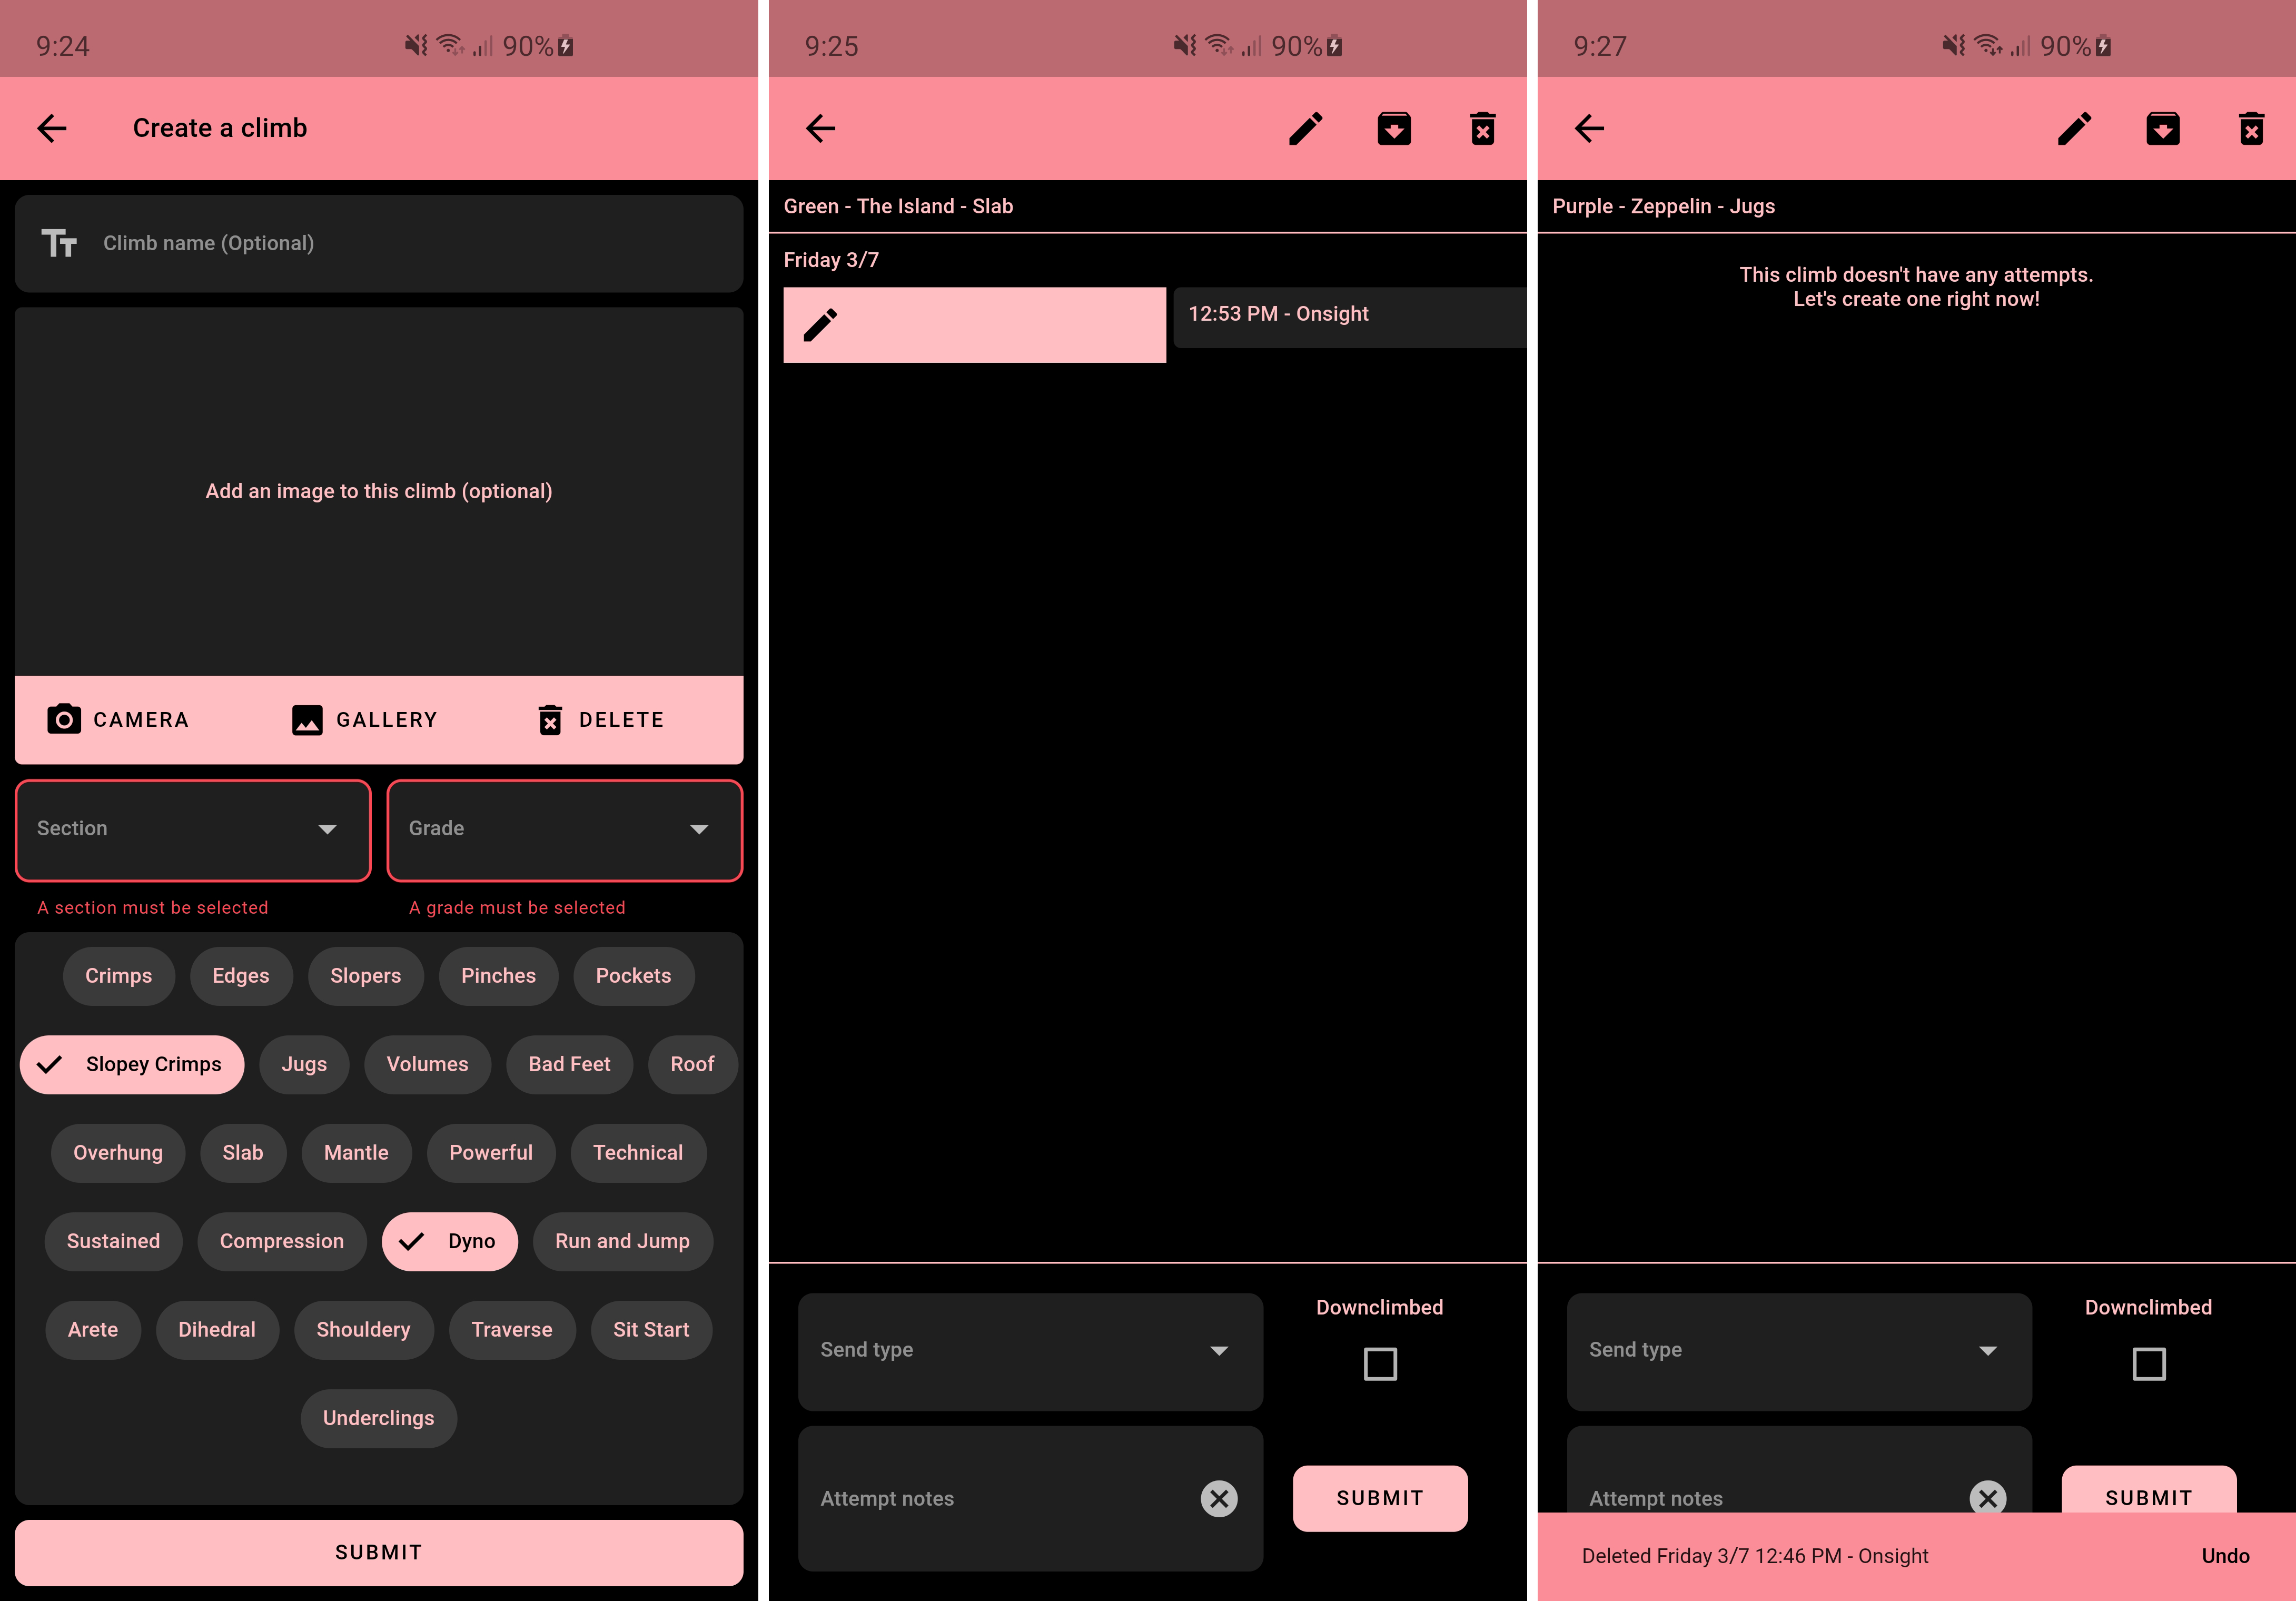 9:24 90%
Create a climb
Climb name (Optional)
Add an image to this climb (optional)
CAMERA GALLERY DELETE
Section Grade
A section must be selected A grade must be selected
Crimps Edges Slopers Pinches Pockets
Slopey Crimps Jugs Volumes Bad Feet Roof
Overhung Slab Mantle Powerful Technical
Sustained Compression Dyno Run and Jump
Arete Dihedral Shouldery Traverse Sit Start
Underclings
SUBMIT
9:25 90%
Green - The Island - Slab
Friday 3/7
12:53 PM - Onsight
Send type Downclimbed
Attempt notes SUBMIT
9:27 90%
Purple - Zeppelin - Jugs
This climb doesn't have any attempts.
Let's create one right now!
Send type Downclimbed
Attempt notes SUBMIT
Deleted Friday 3/7 12:46 PM - Onsight Undo